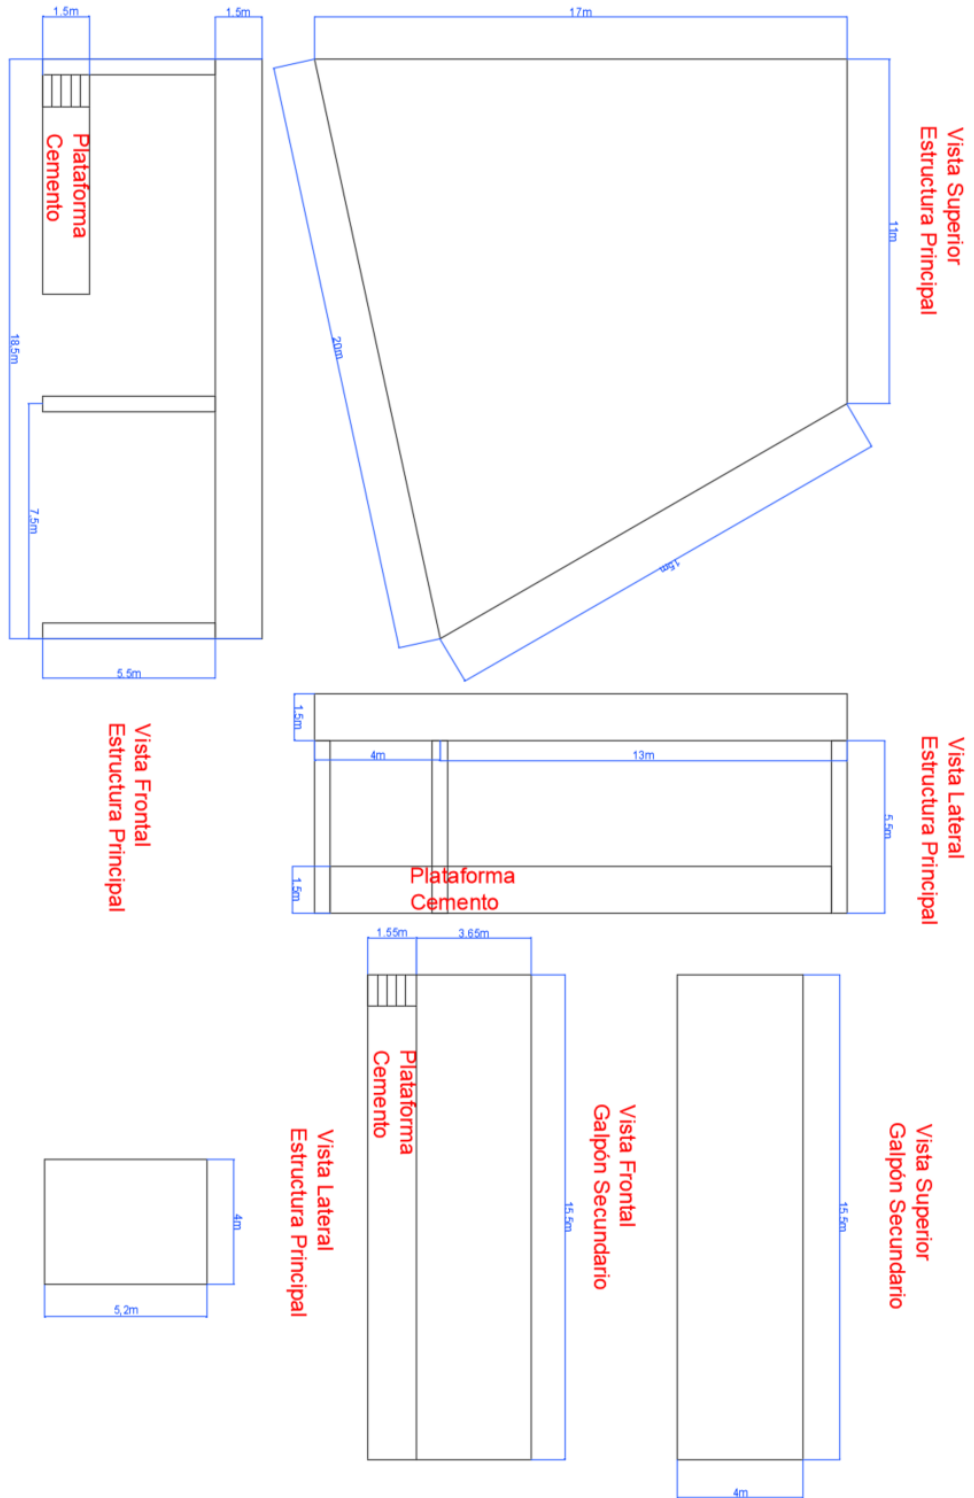 1.5m
1.5m
17m
Vista Superior
Estructura Principal
11m
Plataforma
Cemento
18.5m
20m
7.5m
15m
5.5m
Vista Frontal
Estructura Principal
1.5m
4m
13m
5.5m
1.5m
Plataforma
Cemento
Vista Lateral
Estructura Principal
1.55m
3.65m
Plataforma
Cemento
15.5m
Vista Frontal
Galpón Secundario
15.5m
4m
Vista Superior
Galpón Secundario
4m
5,2m
Vista Lateral
Estructura Principal